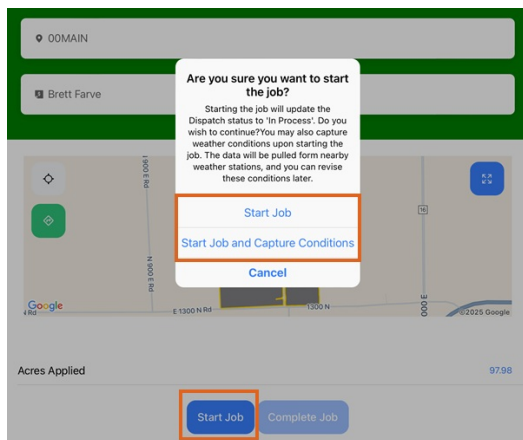 00MAIN
Brett Farve
Are you sure you want to start
the job?
Starting the job will update the
Dispatch status to 'In Process'. Do you
wish to continue?You may also capture
weather conditions upon starting the
job. The data will be pulled form nearby
weather stations, and you can revise
these conditions later.
Start Job
Start Job and Capture Conditions
Cancel
900 E Rd
N 900 E Rd
16
Google
E 1300 N Rd
1300 N
000 E
©2025 Google
Acres Applied
97.98
Start Job
Complete Job